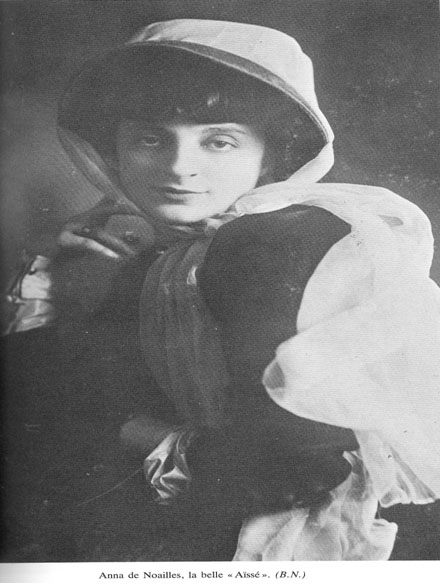 Anna de Noailles, la belle « Aïssé ». (B.N.)